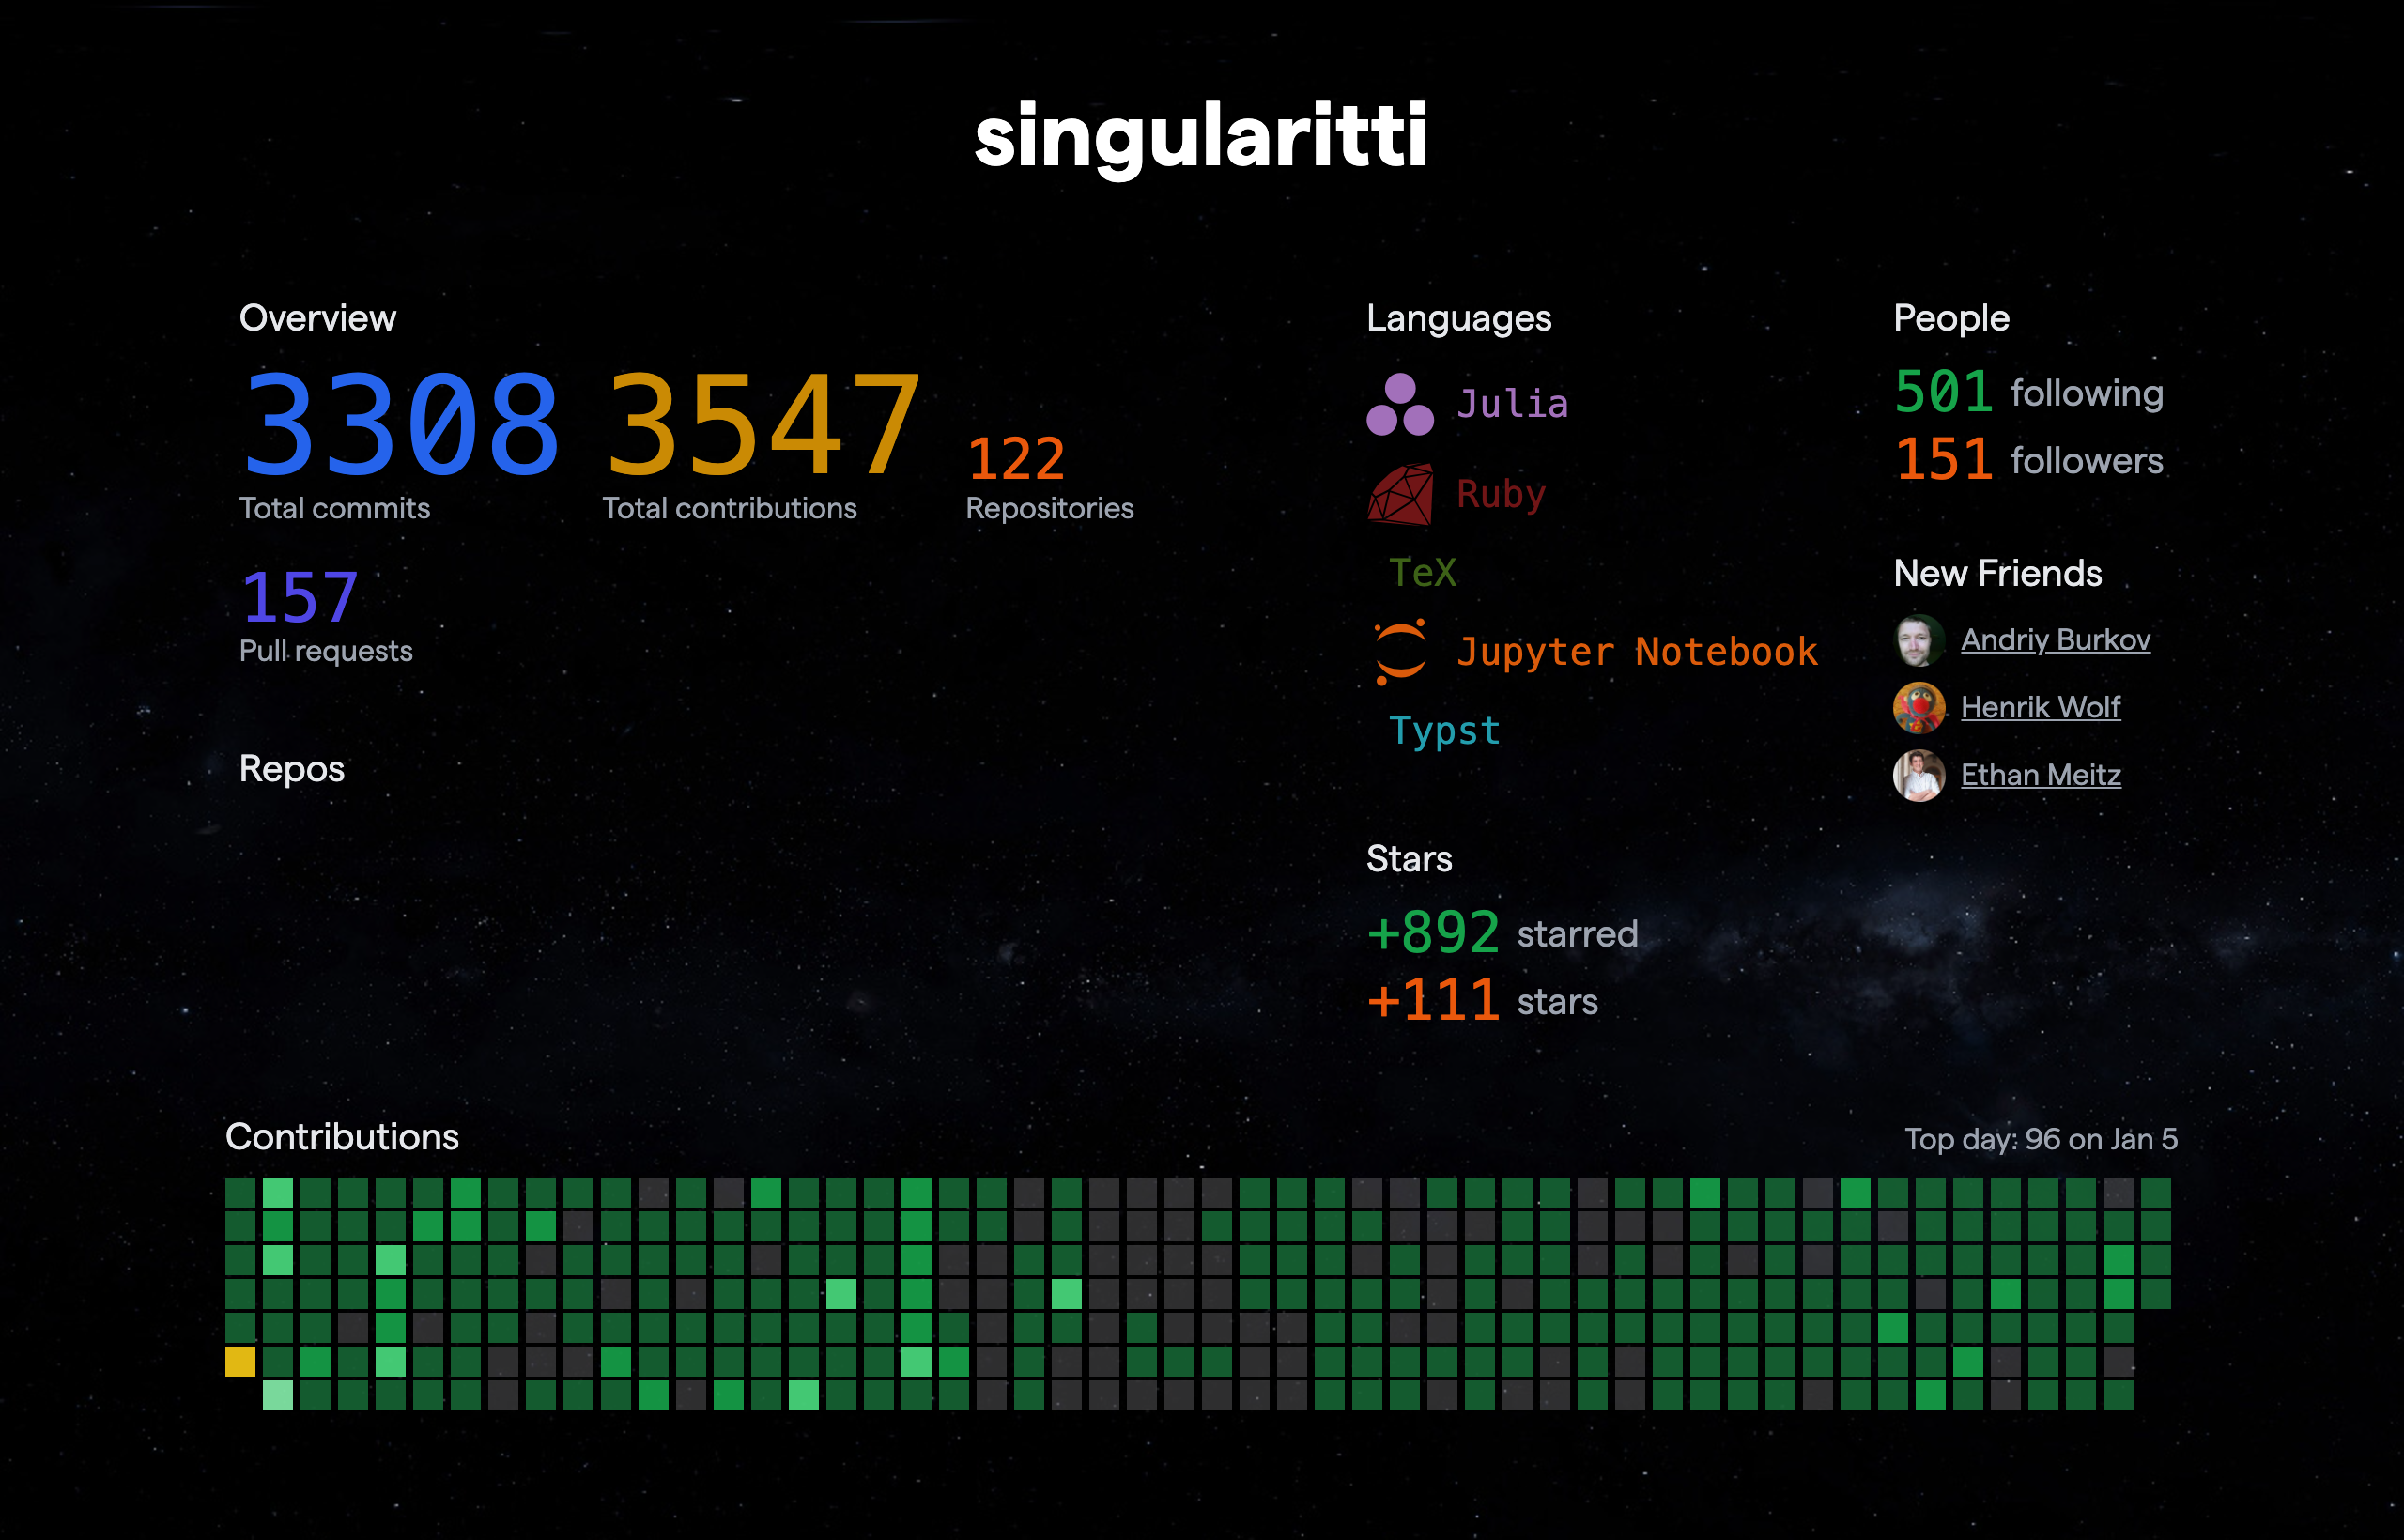 singularitti
Overview
3308
Total commits
3547
Total contributions
122
Repositories
157
Pull requests
Repos
Languages
Julia
Ruby
TeX
Jupyter Notebook
Typst
Stars
+892 starred
+111 stars
People
501 following
151 followers
New Friends
Andriy Burkov
Henrik Wolf
Ethan Meitz
Contributions
Top day: 96 on Jan 5